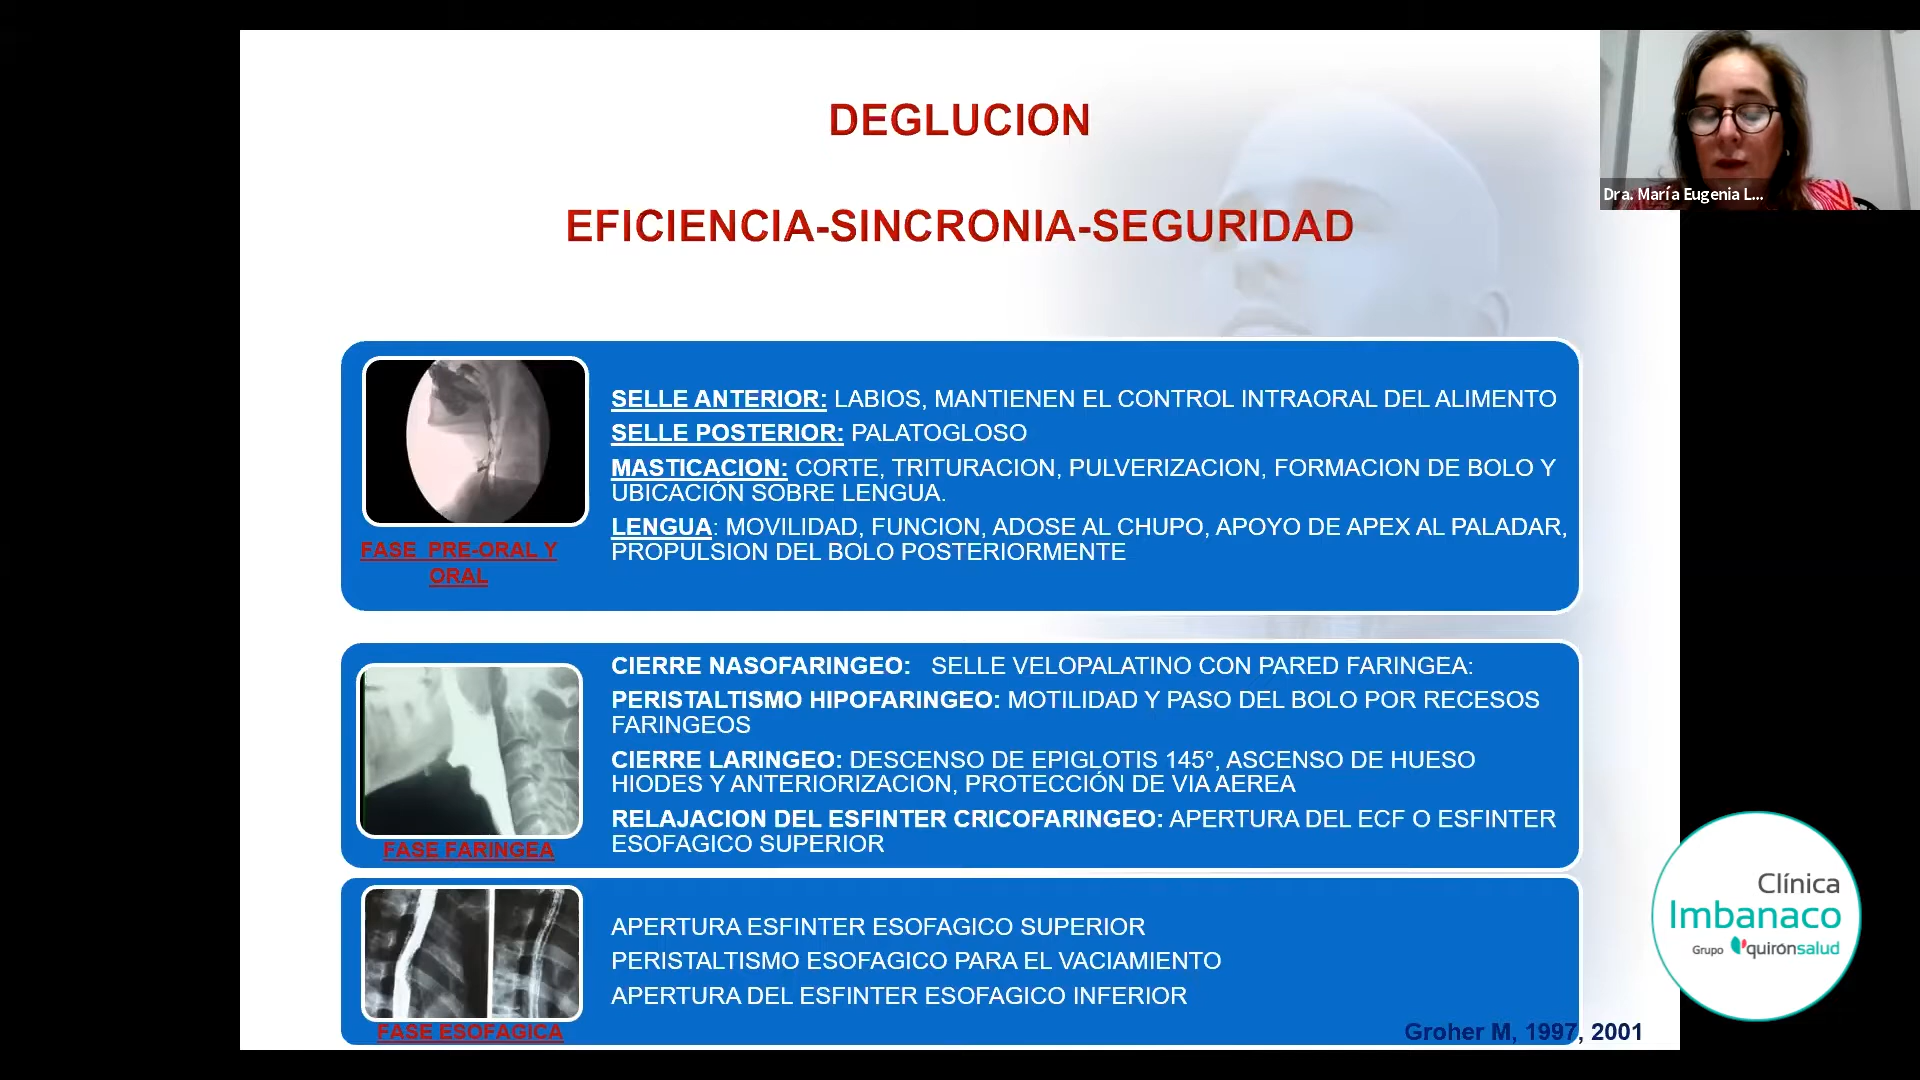 DEGLUCION
EFICIENCIA-SINCRONIA-SEGURIDAD
Dra. María Eugenia L...
SELLE ANTERIOR: LABIOS, MANTIENEN EL CONTROL INTRAORAL DEL ALIMENTO
SELLE POSTERIOR: PALATOGLOSO
MASTICACION: CORTE, TRITURACION, PULVERIZACION, FORMACION DE BOLO Y
UBICACIÓN SOBRE LENGUA.
LENGUA: MOVILIDAD, FUNCION, ADOSE AL CHUPO, APOYO DE APEX AL PALADAR,
PROPULSION DEL BOLO POSTERIORMENTE
FASE PRE-ORAL Y
ORAL
CIERRE NASOFARINGEO: SELLE VELOPALATINO CON PARED FARINGEA:
PERISTALTISMO HIPOFARINGEO: MOTILIDAD Y PASO DEL BOLO POR RECESOS
FARINGEOS
CIERRE LARINGEO: DESCENSO DE EPIGLOTIS 145°, ASCENSO DE HUESO
HIODES Y ANTERIORIZACION, PROTECCIÓN DE VIA AEREA
RELAJACION DEL ESFINTER CRICOFARINGEO: APERTURA DEL ECF O ESFINTER
ESOFAGICO SUPERIOR
FASE FARINGEA
APERTURA ESFINTER ESOFAGICO SUPERIOR
PERISTALTISMO ESOFAGICO PARA EL VACIAMIENTO
APERTURA DEL ESFINTER ESOFAGICO INFERIOR
FASE ESOFAGICA
Groher M, 1997, 2001
Clínica
Imbanaco
Grupo quirónsalud